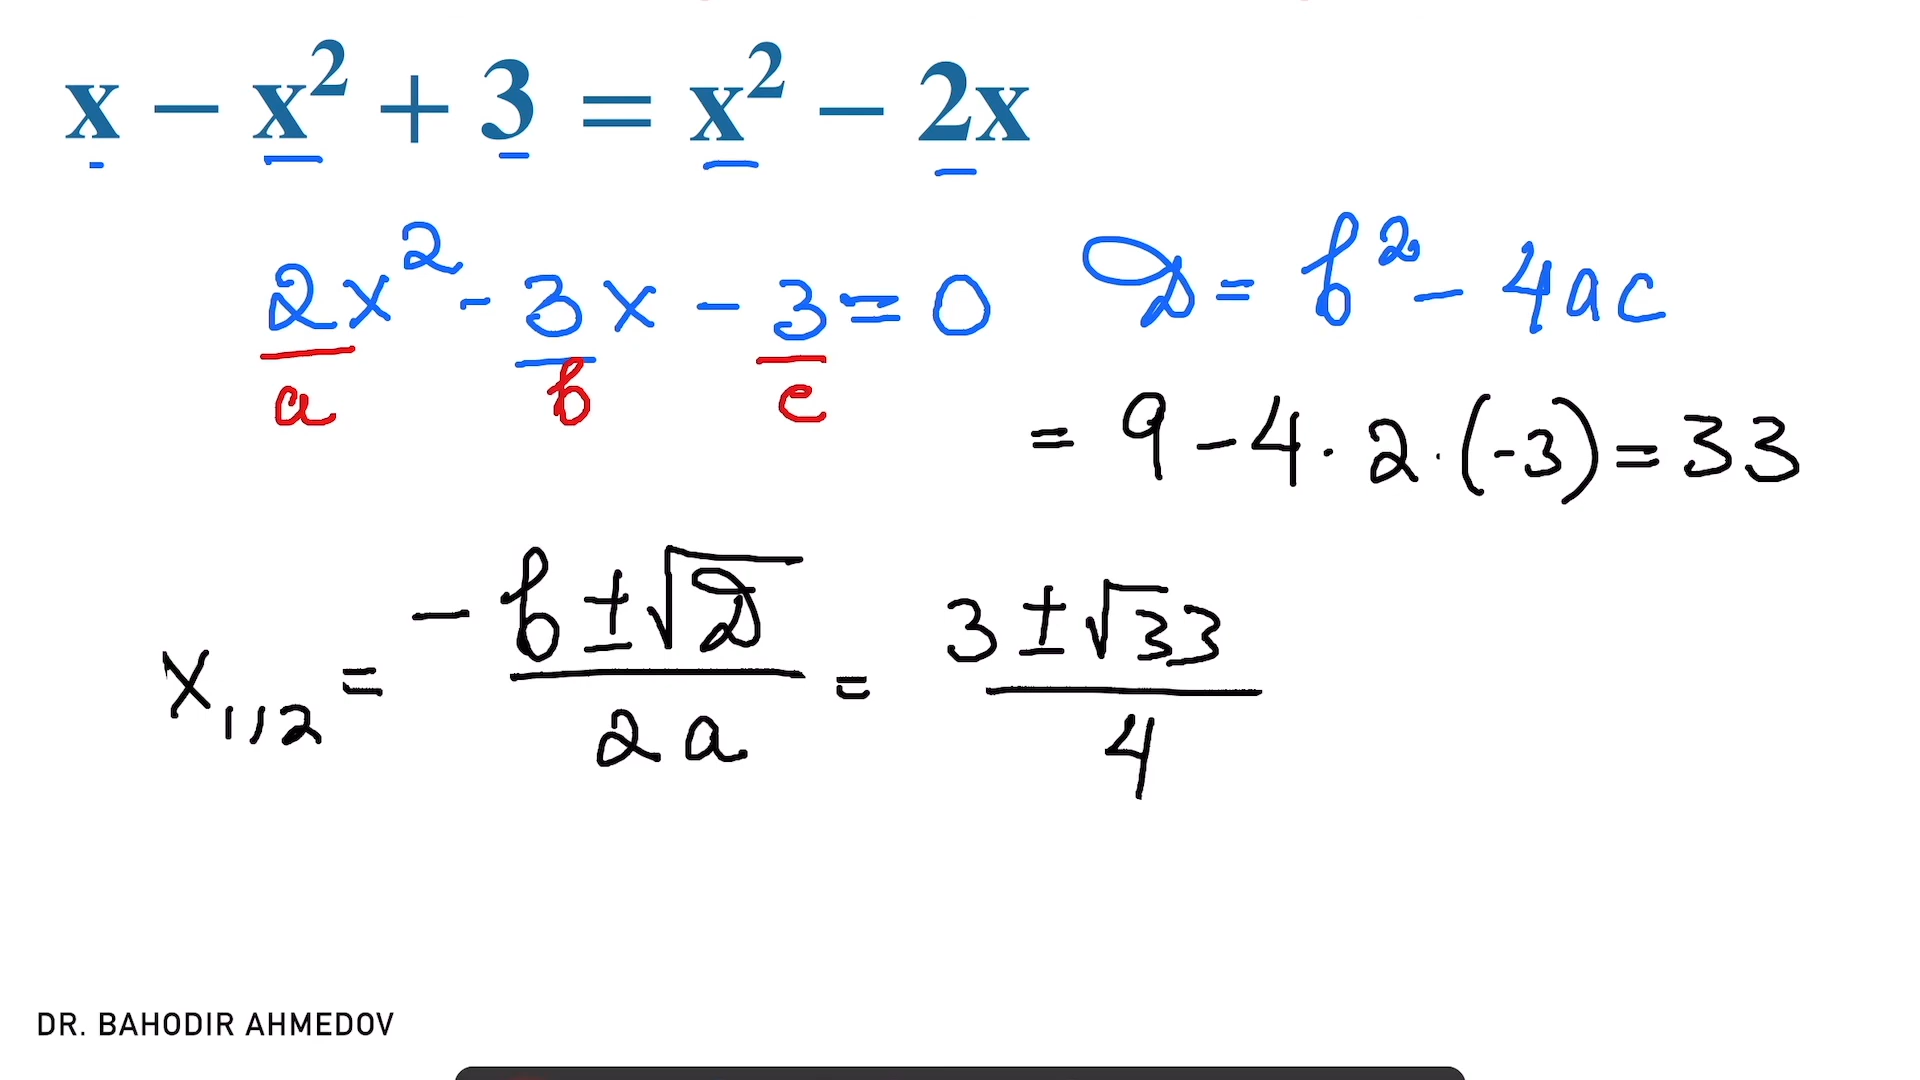 x − x² + 3 = x² − 2x
2x² - 3x - 3 = 0
a b c
D = b² - 4ac
= 9 - 4 · 2 · (-3) = 33
x₁,₂ = (-b ± √D) / 2a = (3 ± √33) / 4
DR. BAHODIR AHMEDOV